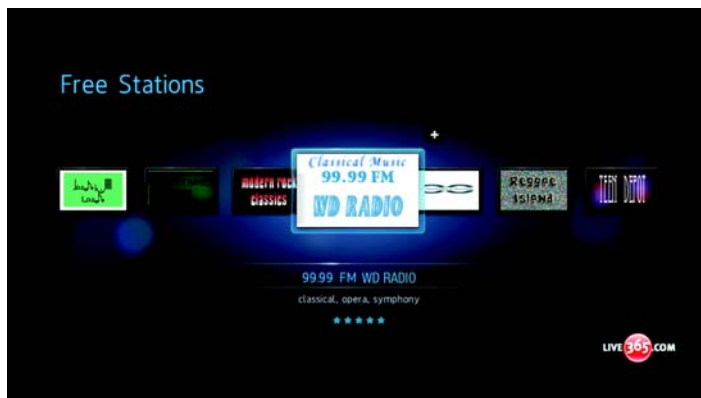 Free Stations
modern rock
classics
Classical Music
99.99 FM
WD RADIO
Reggae
Island
TEEN DEPOT
99.99 FM WD RADIO
classical, opera, symphony
LIVE365.COM